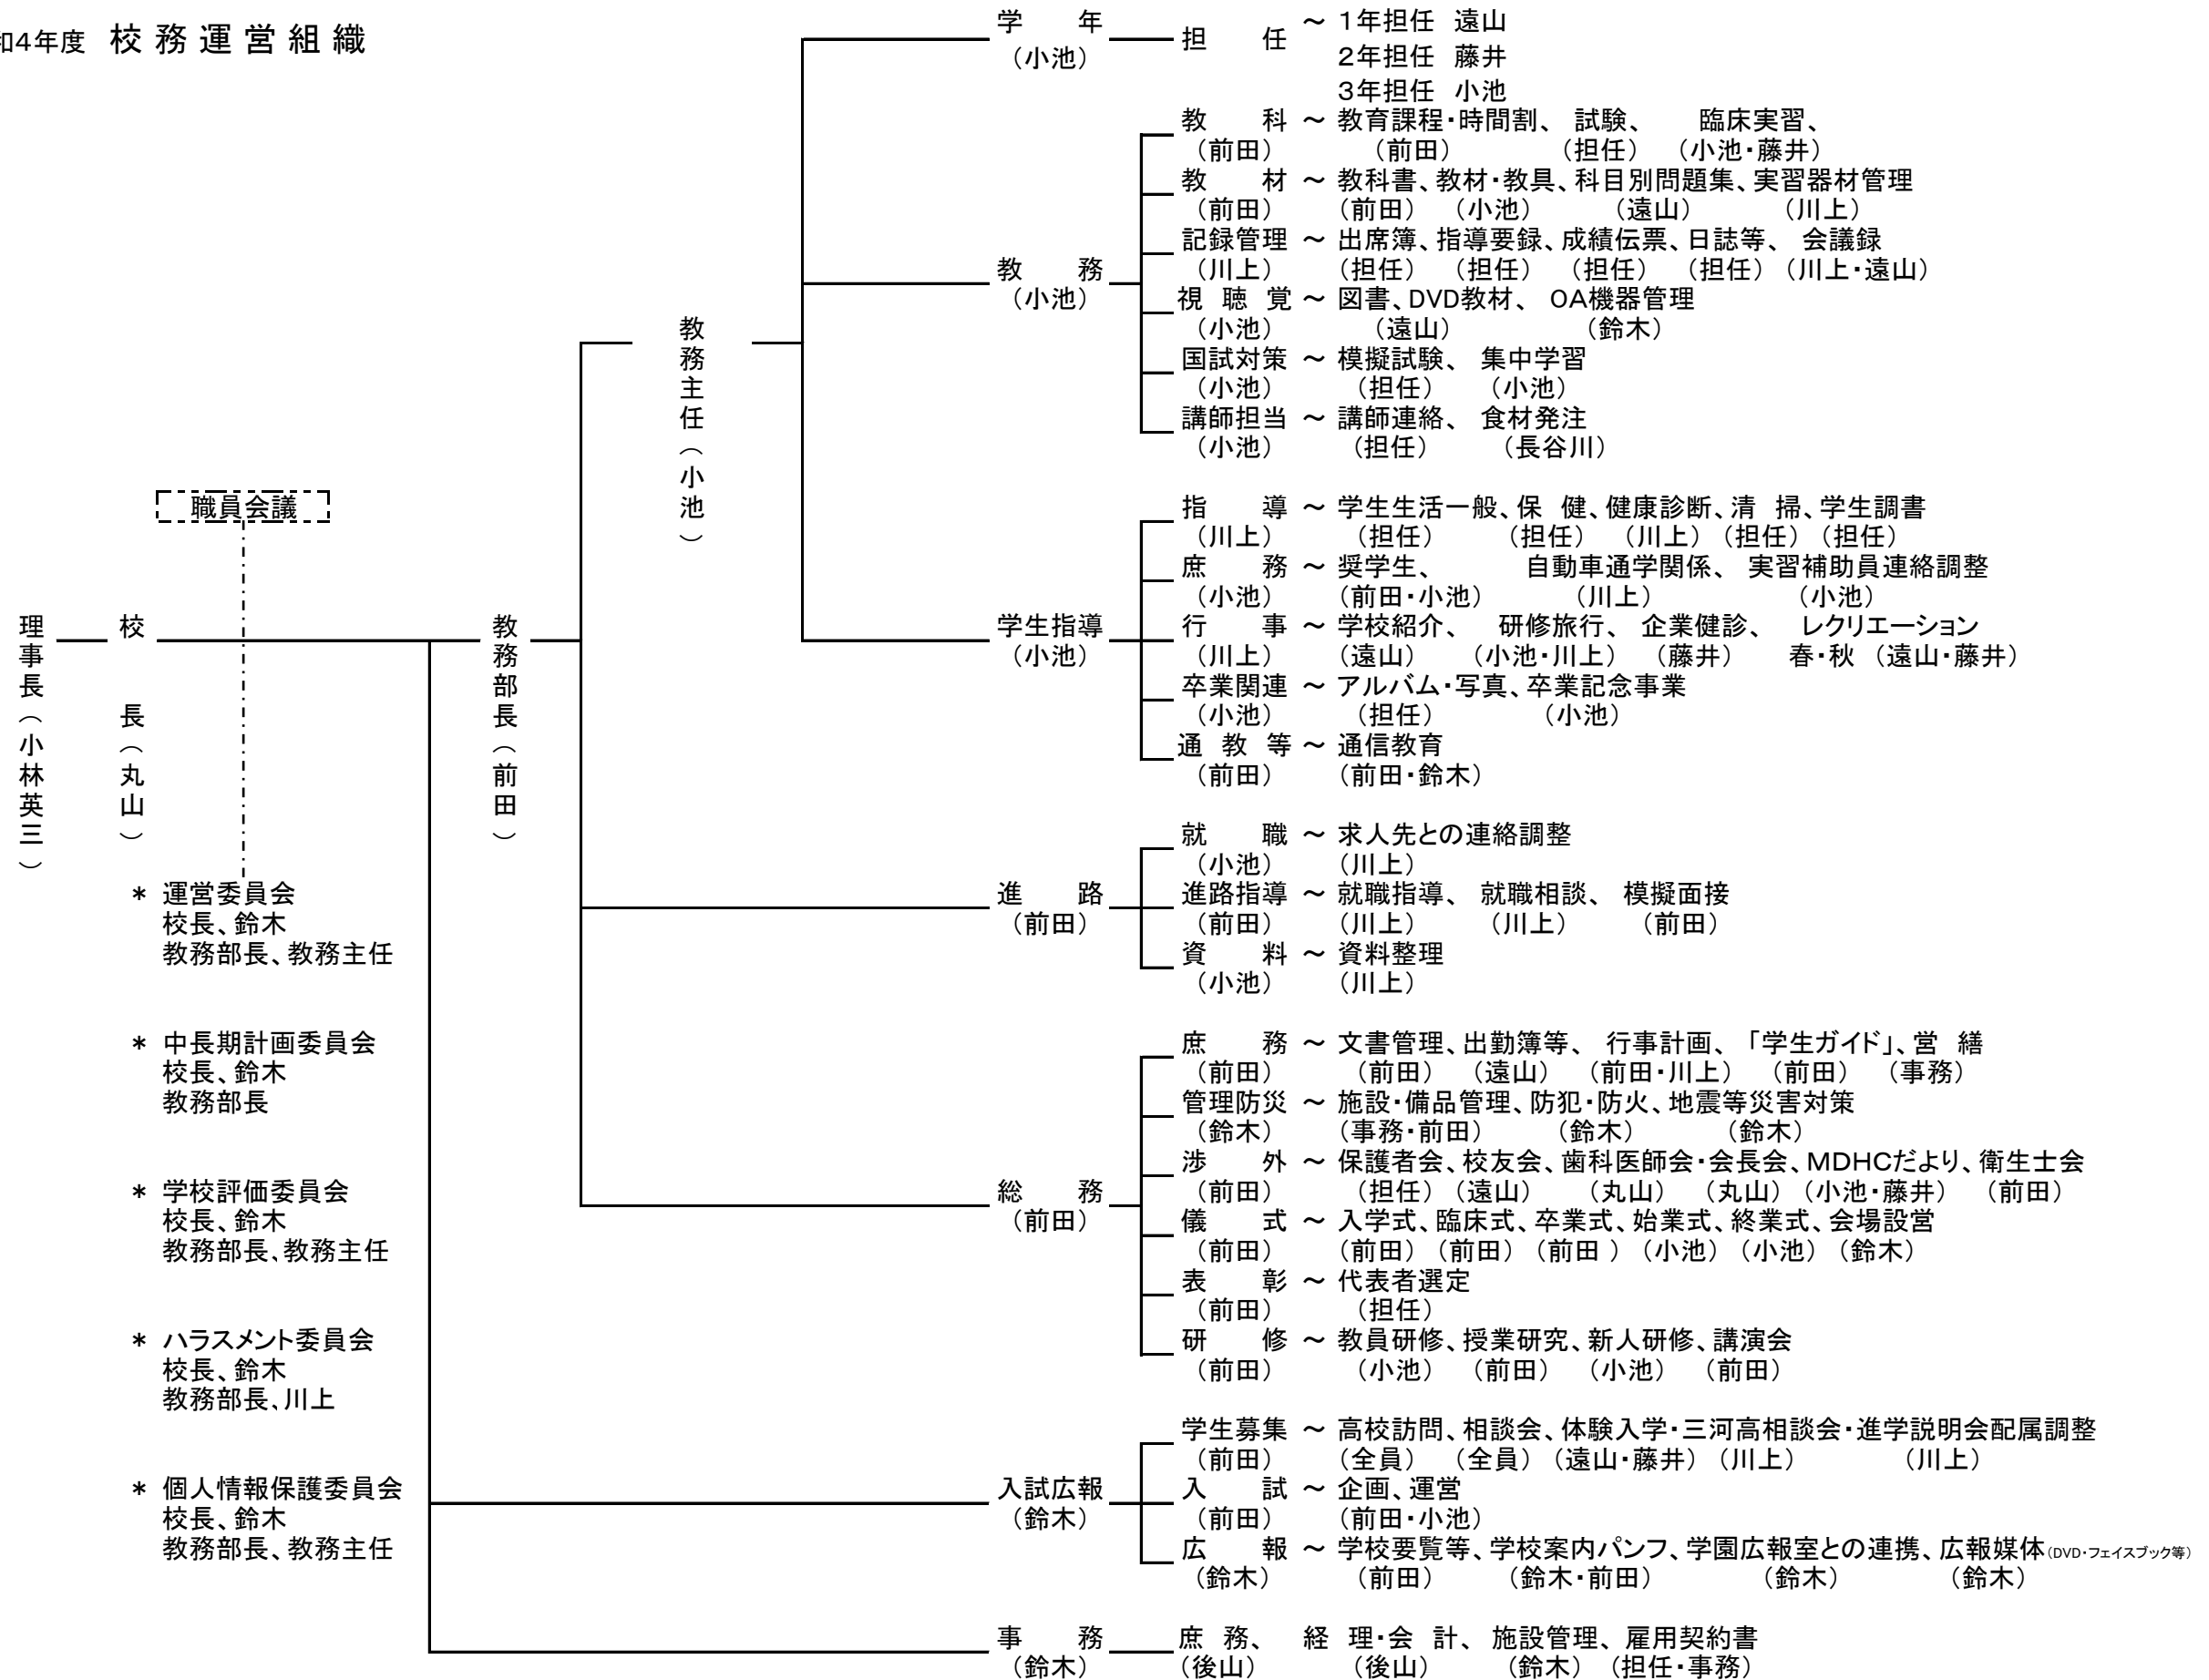 和4年度 校務運営組織
理事長（小林英三）
校長（丸山）
職員会議
＊ 運営委員会
校長、鈴木
教務部長、教務主任
＊ 中長期計画委員会
校長、鈴木
教務部長
＊ 学校評価委員会
校長、鈴木
教務部長、教務主任
＊ ハラスメント委員会
校長、鈴木
教務部長、川上
＊ 個人情報保護委員会
校長、鈴木
教務部長、教務主任
教務部長（前田）
教務主任（小池）
学年
（小池）
担任 ～ 1年担任 遠山
2年担任 藤井
3年担任 小池
教務
（小池）
教科 ～ 教育課程・時間割、 試験、 臨床実習、
（前田） （前田） （担任） （小池・藤井）
教材 ～ 教科書、教材・教具、科目別問題集、実習器材管理
（前田） （前田） （小池） （遠山） （川上）
記録管理 ～ 出席簿、指導要録、成績伝票、日誌等、 会議録
（川上） （担任） （担任） （担任） （担任） （川上・遠山）
視聴覚 ～ 図書、DVD教材、 OA機器管理
（小池） （遠山） （鈴木）
国試対策 ～ 模擬試験、 集中学習
（小池） （担任） （小池）
講師担当 ～ 講師連絡、 食材発注
（小池） （担任） （長谷川）
学生指導
（小池）
指導 ～ 学生生活一般、保 健、健康診断、清 掃、学生調書
（川上） （担任） （担任） （川上） （担任） （担任）
庶務 ～ 奨学生、 自動車通学関係、 実習補助員連絡調整
（小池） （前田・小池） （川上） （小池）
行事 ～ 学校紹介、 研修旅行、 企業健診、 レクリエーション
（川上） （遠山） （小池・川上） （藤井） 春・秋 （遠山・藤井）
卒業関連 ～ アルバム・写真、卒業記念事業
（小池） （担任） （小池）
通教等 ～ 通信教育
（前田） （前田・鈴木）
進路
（前田）
就職 ～ 求人先との連絡調整
（小池） （川上）
進路指導 ～ 就職指導、 就職相談、 模擬面接
（前田） （川上） （川上） （前田）
資料 ～ 資料整理
（小池） （川上）
総務
（前田）
庶務 ～ 文書管理、出勤簿等、 行事計画、 「学生ガイド」、営 繕
（前田） （前田） （遠山） （前田・川上） （前田） （事務）
管理防災 ～ 施設・備品管理、防犯・防火、地震等災害対策
（鈴木） （事務・前田） （鈴木） （鈴木）
渉外 ～ 保護者会、校友会、歯科医師会・会長会、MDHCだより、衛生士会
（前田） （担任） （遠山） （丸山） （丸山） （小池・藤井） （前田）
儀式 ～ 入学式、臨床式、卒業式、始業式、終業式、会場設営
（前田） （前田） （前田） （前田 ） （小池） （小池） （鈴木）
表彰 ～ 代表者選定
（前田） （担任）
研修 ～ 教員研修、授業研究、新人研修、講演会
（前田） （小池） （前田） （小池） （前田）
入試広報
（鈴木）
学生募集 ～ 高校訪問、相談会、体験入学・三河高相談会・進学説明会配属調整
（前田） （全員） （全員） （遠山・藤井） （川上） （川上）
入試 ～ 企画、運営
（前田） （前田・小池）
広報 ～ 学校要覧等、学校案内パンフ、学園広報室との連携、広報媒体（DVD・フェイスブック等）
（鈴木） （前田） （鈴木・前田） （鈴木） （鈴木）
事務
（鈴木）
庶 務、 経 理・会 計、 施設管理、雇用契約書
（後山） （後山） （鈴木） （担任・事務）